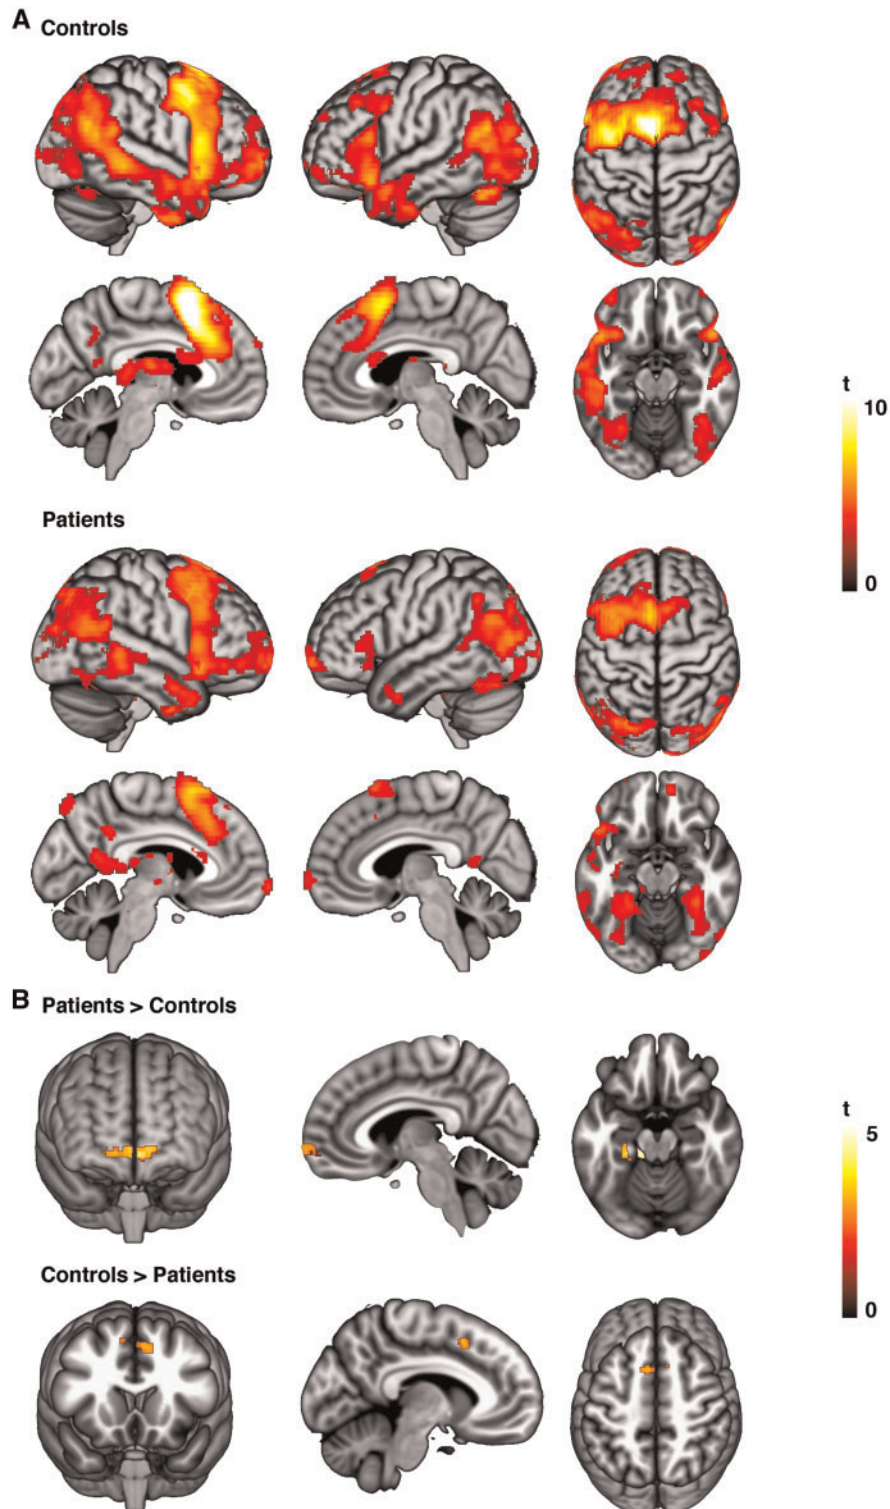 A
Controls
t
10
0
Patients
B
Patients > Controls
t
5
0
Controls > Patients